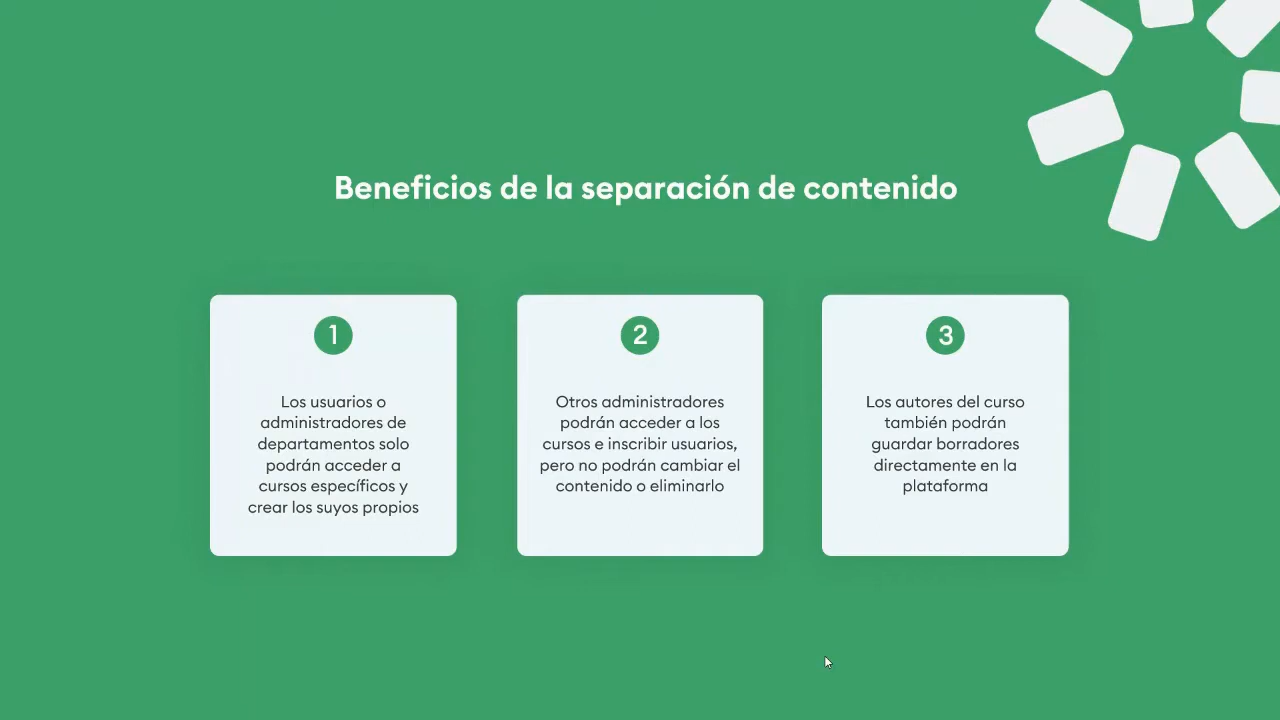 Beneficios de la separación de contenido
1
Los usuarios o
administradores de
departamentos solo
podrán acceder a
cursos específicos y
crear los suyos propios
2
Otros administradores
podrán acceder a los
cursos e inscribir usuarios,
pero no podrán cambiar el
contenido o eliminarlo
3
Los autores del curso
también podrán
guardar borradores
directamente en la
plataforma